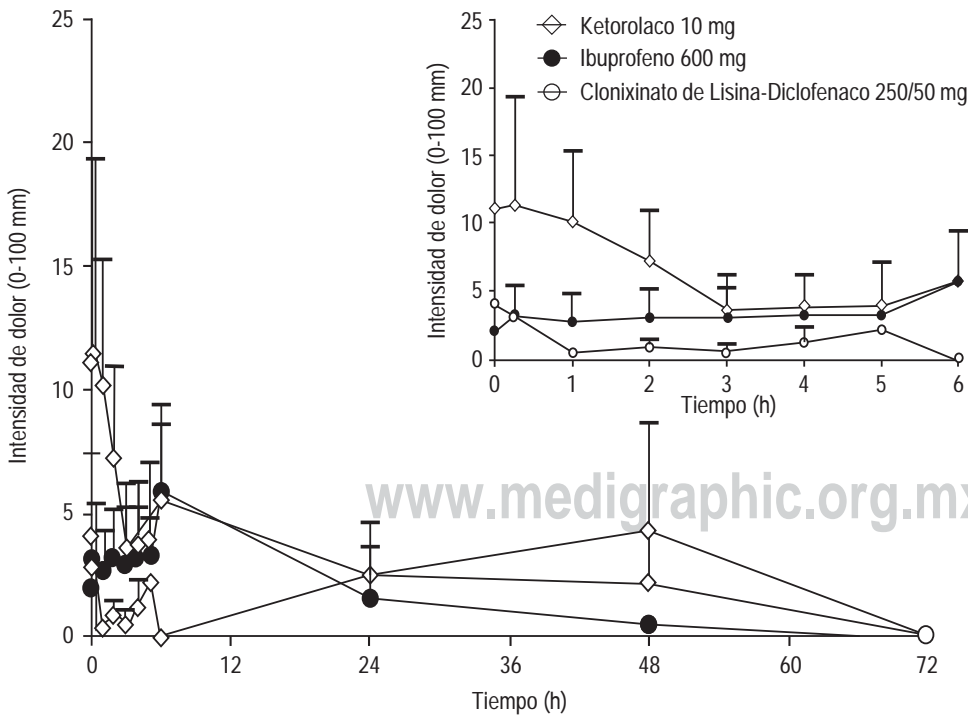 25
20
15
10
5
0
Intensidad de dolor (0-100 mm)
0 12 24 36 48 60 72
Tiempo (h)
25
20
15
10
5
0
Intensidad de dolor (0-100 mm)
Ketorolaco 10 mg
Ibuprofeno 600 mg
Clonixinato de Lisina-Diclofenaco 250/50 mg
0 1 2 3 4 5 6
Tiempo (h)
www.medigraphic.org.mx